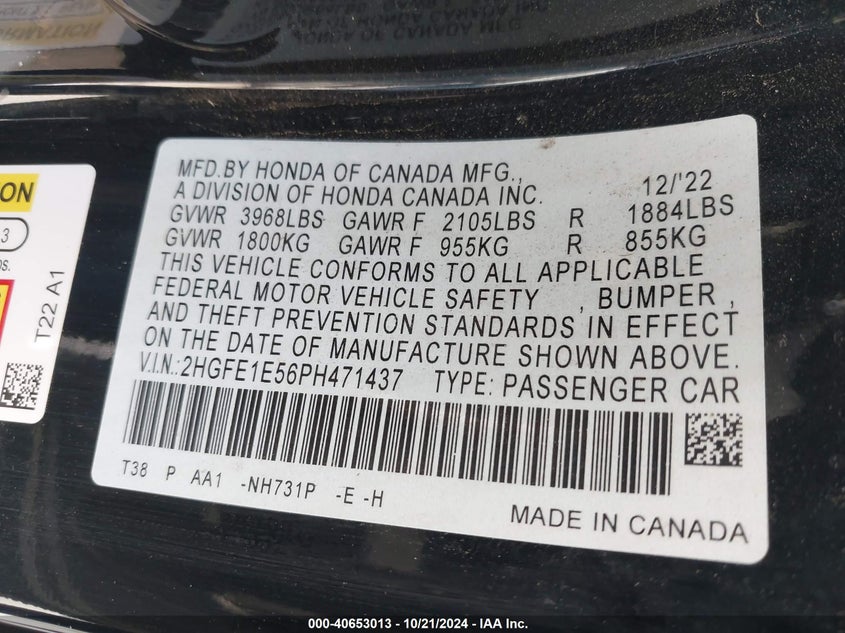 MFD.BY HONDA OF CANADA MFG.,
A DIVISION OF HONDA CANADA INC. 12/'22
GVWR 3968LBS GAWR F 2105LBS R 1884LBS
GVWR 1800KG GAWR F 955KG R 855KG
THIS VEHICLE CONFORMS TO ALL APPLICABLE
FEDERAL MOTOR VEHICLE SAFETY , BUMPER ,
AND THEFT PREVENTION STANDARDS IN EFFECT
ON THE DATE OF MANUFACTURE SHOWN ABOVE.
V.I.N.:2HGFE1E56PH471437 TYPE: PASSENGER CAR
T38 P AA1 -NH731P -E -H
MADE IN CANADA
ON
3
os.
T22 A1
000-40653013 - 10/21/2024 - IAA Inc.